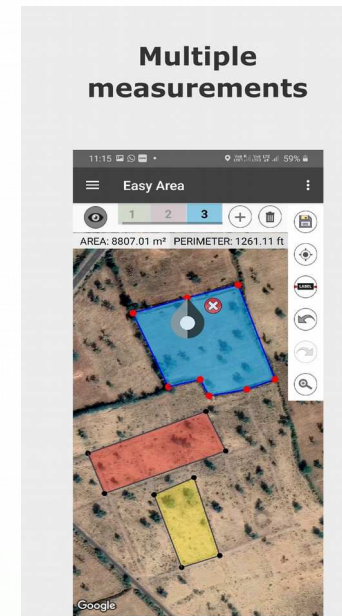 Multiple
measurements
11:15 59%
Easy Area
1 2 3
AREA: 8807.01 m² PERIMETER: 1261.11 ft
LABEL
Google